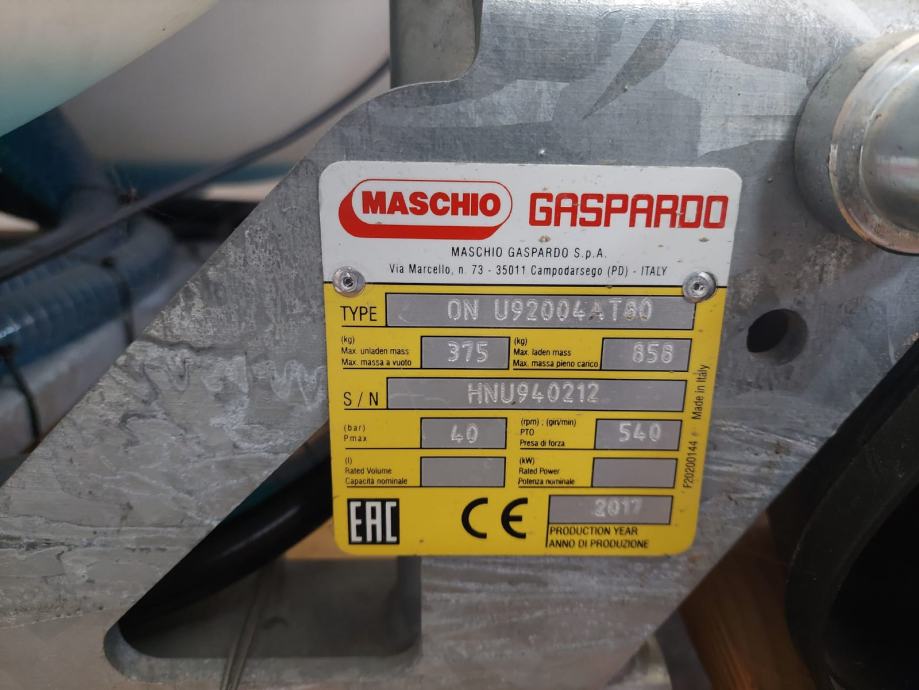 MASCHIO GASPARDO
MASCHIO GASPARDO S.p.A.
Via Marcello, n. 73 - 35011 Campodarsego (PD) - ITALY
TYPE ON U92004AT80
(kg) Max. unladen mass Max. massa a vuoto 375 (kg) Max. laden mass Max. massa pieno carico 858
S/N HNU940212
(bar) Pmax 40 (rpm) ; (giri/min) PTO Presa di forza 540
(l) Rated Volume Capacità nominale (kW) Rated Power Potenza nominale
EAC CE 2017
PRODUCTION YEAR
ANNO DI PRODUZIONE
F20200144 Made in Italy